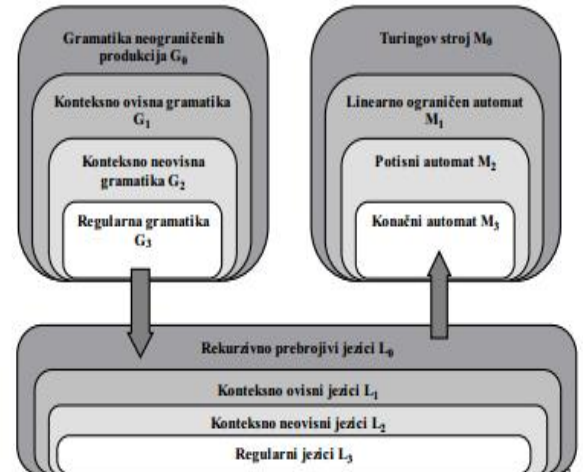 Gramatika neograničenih
produkcija G₀
Konteksno ovisna gramatika
G₁
Konteksno neovisna
gramatika G₂
Regularna gramatika
G₃
Turingov stroj M₀
Linearno ograničen automat
M₁
Potisni automat M₂
Konačni automat M₃
Rekurzivno prebrojivi jezici L₀
Konteksno ovisni jezici L₁
Konteksno neovisni jezici L₂
Regularni jezici L₃